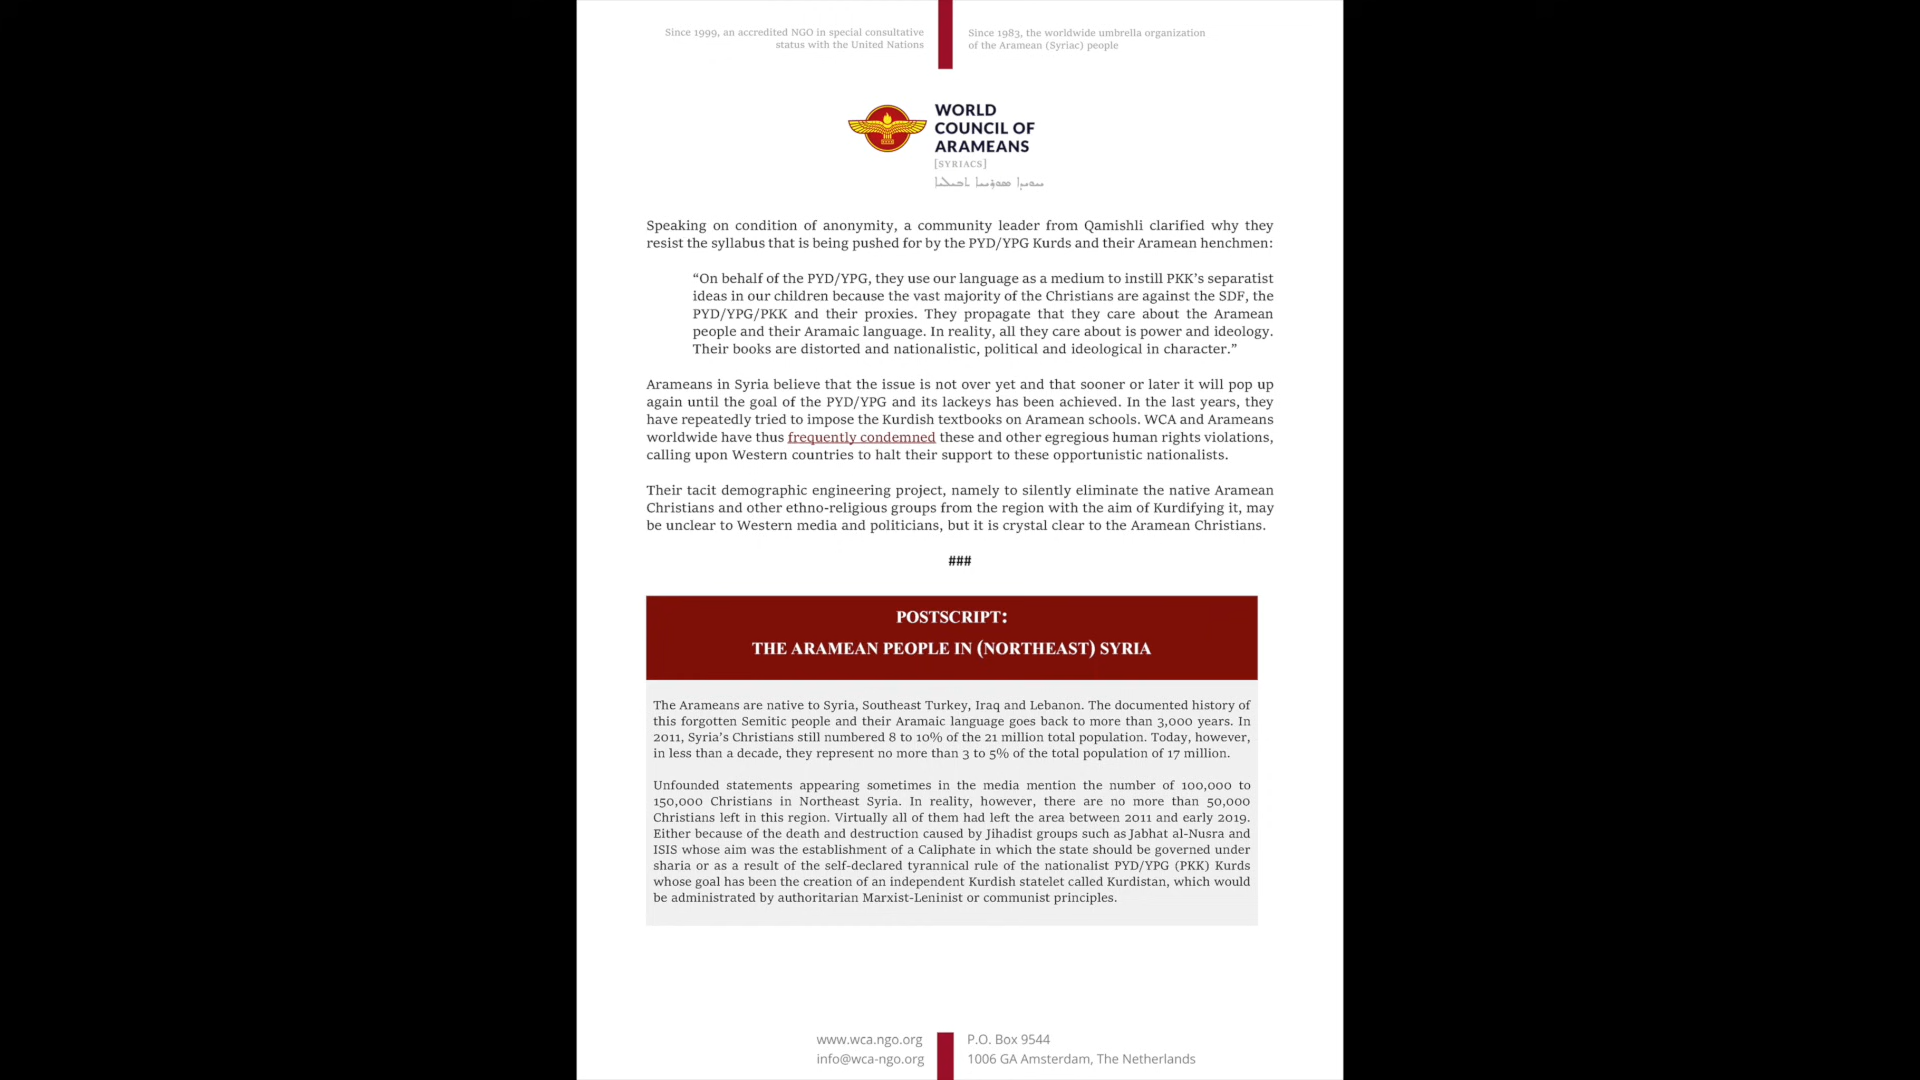 Since 1999, an accredited NGO in special consultative
status with the United Nations
Since 1983, the worldwide umbrella organization
of the Aramean (Syriac) people
WORLD
COUNCIL OF
ARAMEANS
[SYRIACS]
Speaking on condition of anonymity, a community leader from Qamishli clarified why they
resist the syllabus that is being pushed for by the PYD/YPG Kurds and their Aramean henchmen:
“On behalf of the PYD/YPG, they use our language as a medium to instill PKK’s separatist
ideas in our children because the vast majority of the Christians are against the SDF, the
PYD/YPG/PKK and their proxies. They propagate that they care about the Aramean
people and their Aramaic language. In reality, all they care about is power and ideology.
Their books are distorted and nationalistic, political and ideological in character.”
Arameans in Syria believe that the issue is not over yet and that sooner or later it will pop up
again until the goal of the PYD/YPG and its lackeys has been achieved. In the last years, they
have repeatedly tried to impose the Kurdish textbooks on Aramean schools. WCA and Arameans
worldwide have thus frequently condemned these and other egregious human rights violations,
calling upon Western countries to halt their support to these opportunistic nationalists.
Their tacit demographic engineering project, namely to silently eliminate the native Aramean
Christians and other ethno-religious groups from the region with the aim of Kurdifying it, may
be unclear to Western media and politicians, but it is crystal clear to the Aramean Christians.
###
POSTSCRIPT:
THE ARAMEAN PEOPLE IN (NORTHEAST) SYRIA
The Arameans are native to Syria, Southeast Turkey, Iraq and Lebanon. The documented history of
this forgotten Semitic people and their Aramaic language goes back to more than 3,000 years. In
2011, Syria’s Christians still numbered 8 to 10% of the 21 million total population. Today, however,
in less than a decade, they represent no more than 3 to 5% of the total population of 17 million.
Unfounded statements appearing sometimes in the media mention the number of 100,000 to
150,000 Christians in Northeast Syria. In reality, however, there are no more than 50,000
Christians left in this region. Virtually all of them had left the area between 2011 and early 2019.
Either because of the death and destruction caused by Jihadist groups such as Jabhat al-Nusra and
ISIS whose aim was the establishment of a Caliphate in which the state should be governed under
sharia or as a result of the self-declared tyrannical rule of the nationalist PYD/YPG (PKK) Kurds
whose goal has been the creation of an independent Kurdish statelet called Kurdistan, which would
be administrated by authoritarian Marxist-Leninist or communist principles.
www.wca.ngo.org
info@wca-ngo.org
P.O. Box 9544
1006 GA Amsterdam, The Netherlands